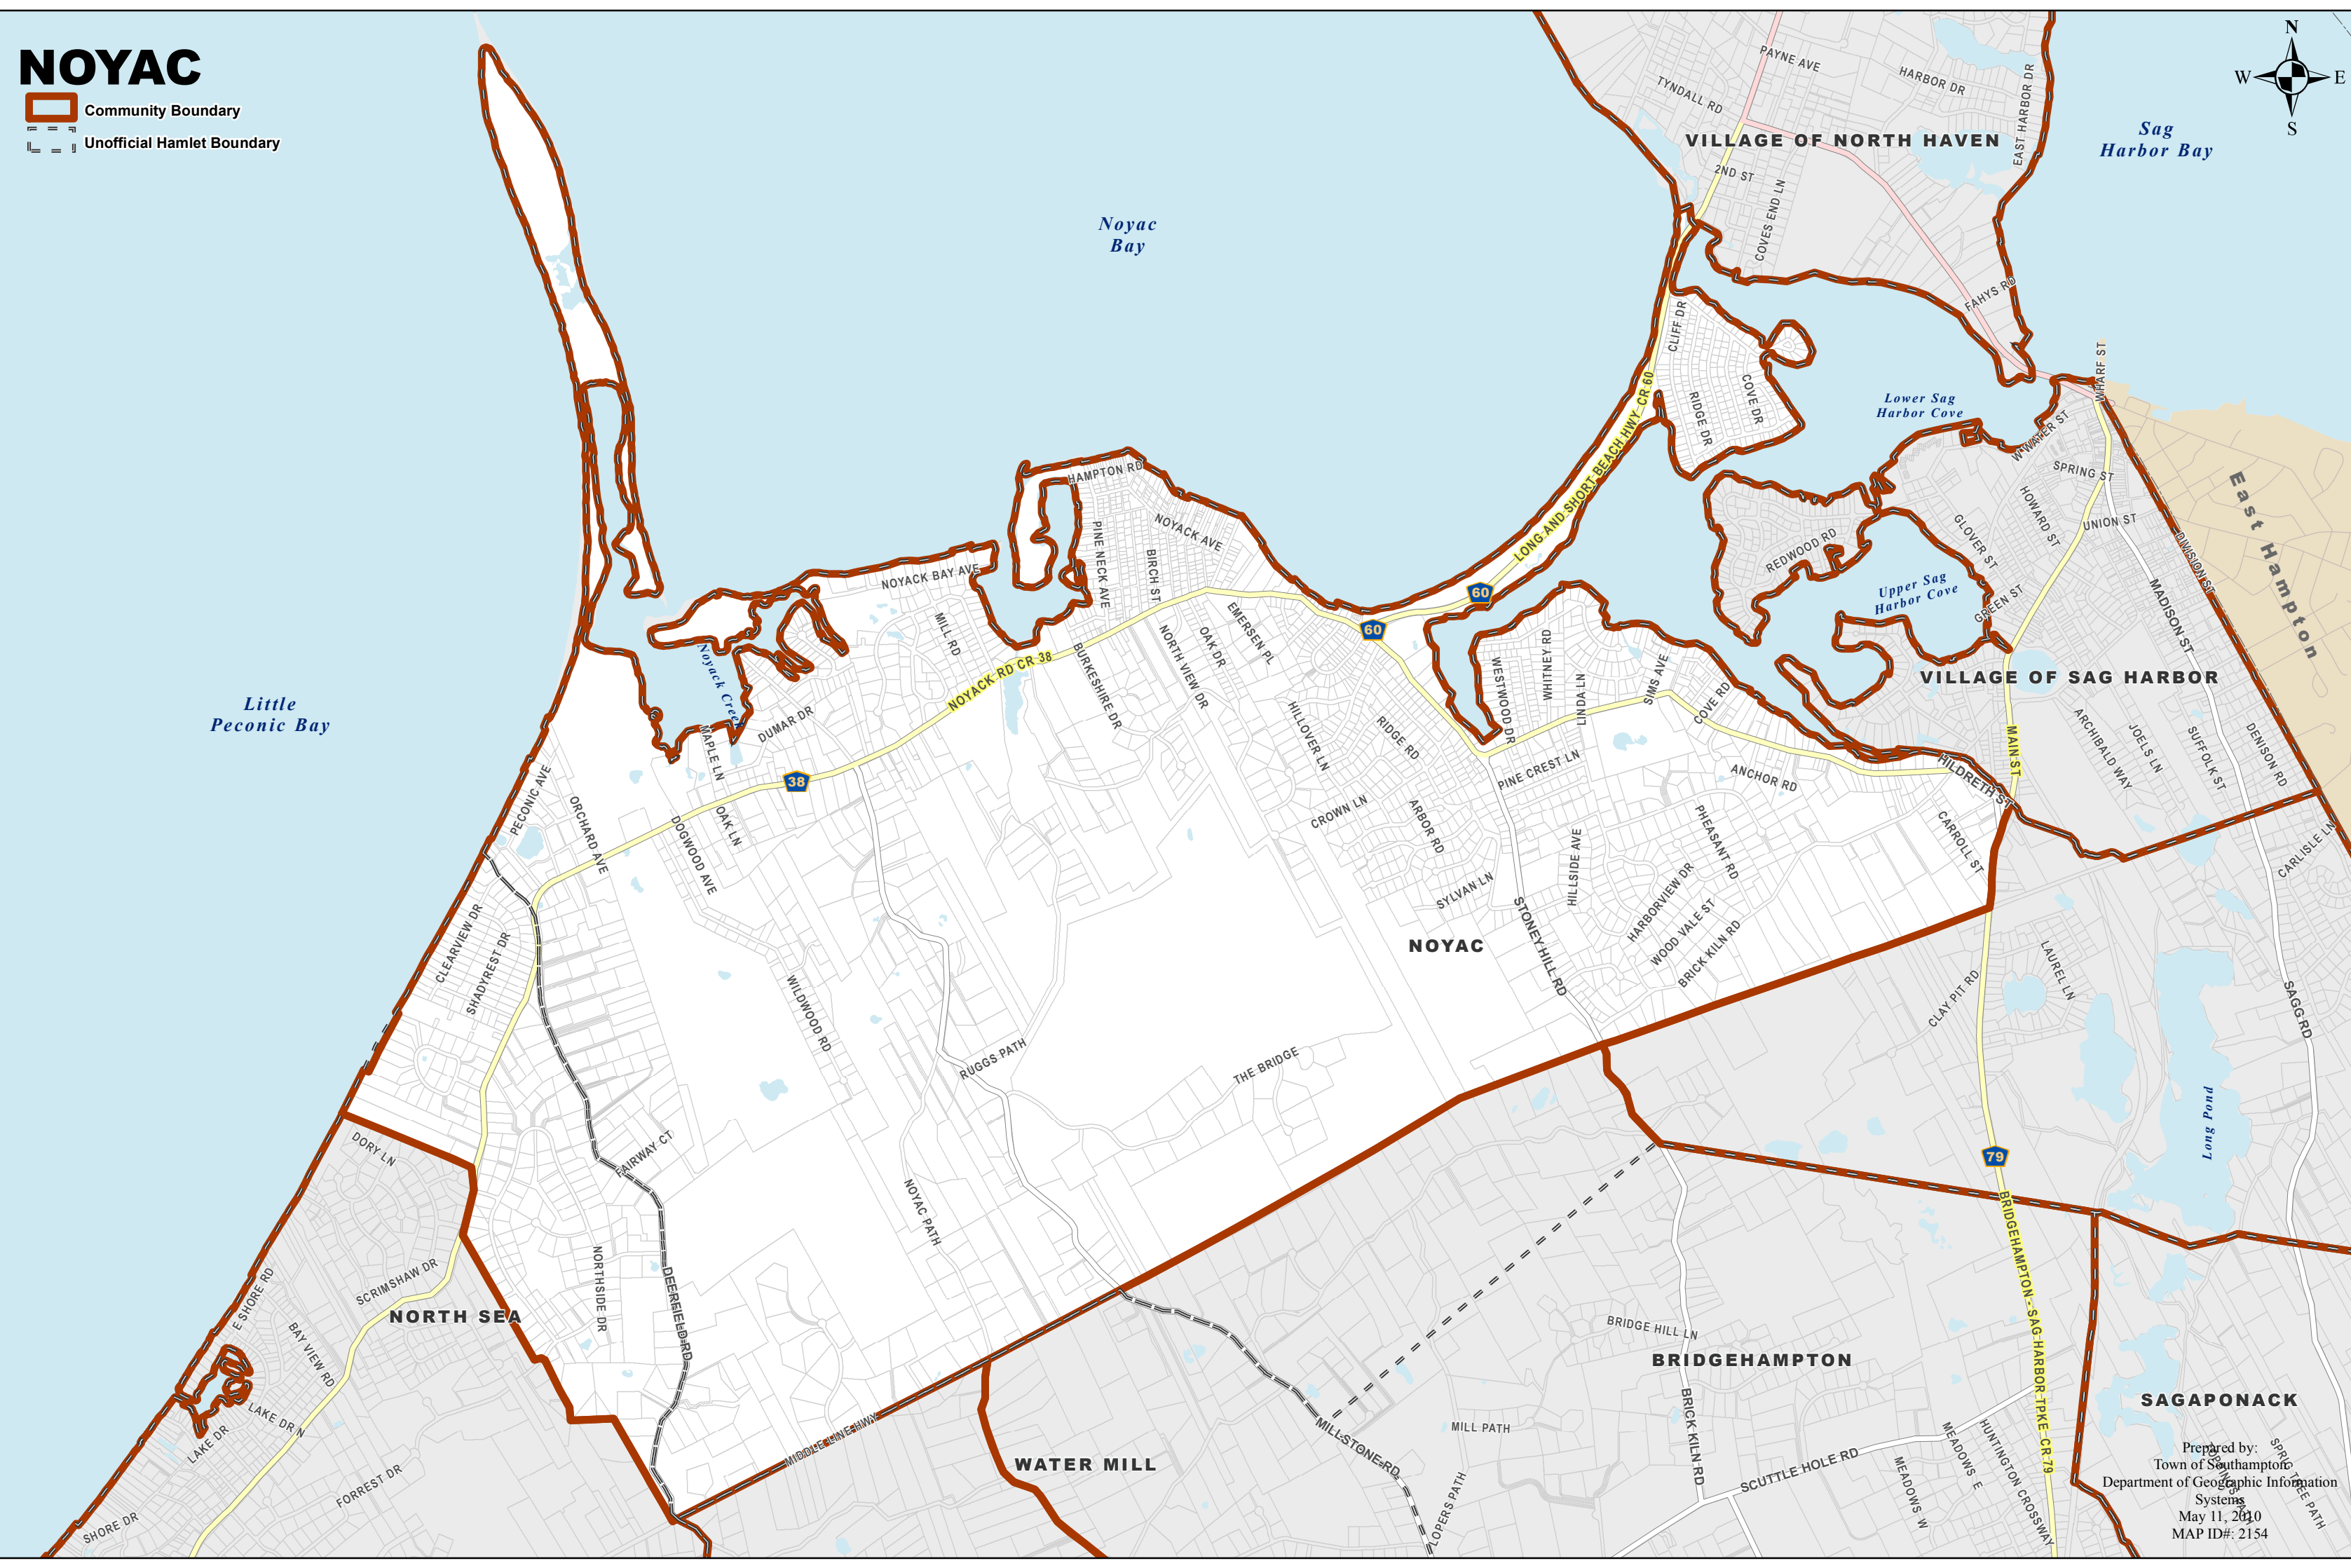 NOYAC
Community Boundary
Unofficial Hamlet Boundary
N
W
E
S
PAYNE AVE
HARBOR DR
TYNDALL RD
EAST HARBOR DR
VILLAGE OF NORTH HAVEN
2ND ST
COVES END LN
FAHYS RD
Sag
Harbor Bay
Noyac
Bay
Little
Peconic Bay
CLIFF DR
COVE DR
RIDGE DR
Lower Sag
Harbor Cove
WHARF ST
W WATER ST
SPRING ST
HOWARD ST
UNION ST
GLOVER ST
REDWOOD RD
Upper Sag
Harbor Cove
GREEN ST
DIVISION ST
MADISON ST
East Hampton
VILLAGE OF SAG HARBOR
ARCHIBALD WAY
JOELS LN
SUFFOLK ST
DENISON RD
MAIN ST
HILDRETH ST
CARLISLE LN
LONG AND SHORT BEACH HWY CR 60
60
60
HAMPTON RD
NOYACK AVE
PINE NECK AVE
BIRCH ST
NOYACK BAY AVE
MILL RD
NOYACK RD CR 38
BURKESHIRE DR
NORTH VIEW DR
OAK DR
EMERSEN PL
HILLOVER LN
RIDGE RD
WESTWOOD DR
WHITNEY RD
LINDA LN
SIMS AVE
COVE RD
PINE CREST LN
ANCHOR RD
CROWN LN
ARBOR RD
PHEASANT RD
CARROLL ST
HILLSIDE AVE
SYLVAN LN
HARBORVIEW DR
WOOD VALE ST
BRICK KILN RD
STONEY HILL RD
NOYAC
Noyack Creek
DUMAR DR
MAPLE LN
38
OAK LN
DOGWOOD AVE
PECONIC AVE
ORCHARD AVE
CLEARVIEW DR
SHADYREST DR
WILDWOOD RD
RUGGS PATH
THE BRIDGE
FAIRWAY CT
NOYAC PATH
NORTHSIDE DR
DEERFIELD RD
MIDDLE LINE HWY
DORY LN
SCRIMSHAW DR
E SHORE RD
NORTH SEA
BAY VIEW RD
LAKE DR N
LAKE DR
FORREST DR
SHORE DR
WATER MILL
MILLSTONE RD
MILL PATH
LOPERS PATH
BRIDGE HILL LN
BRIDGEHAMPTON
BRICK KILN RD
SCUTTLE HOLE RD
MEADOWS W
MEADOWS E
HUNTINGTON CROSSWAY
79
BRIDGEHAMPTON - SAG HARBOR TPKE CR 79
CLAY PIT RD
LAUREL LN
Long Pond
SAGG RD
SAGAPONACK
SPRIG TREE PATH
Prepared by:
Town of Southampton
Department of Geographic Information
Systems
May 11, 2010
MAP ID#: 2154